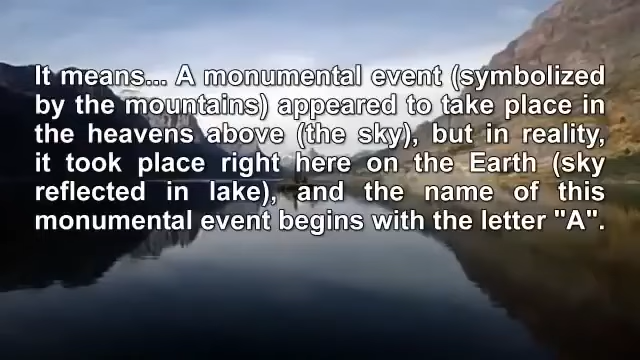 It means... A monumental event (symbolized
by the mountains) appeared to take place in
the heavens above (the sky), but in reality,
it took place right here on the Earth (sky
reflected in lake), and the name of this
monumental event begins with the letter "A".